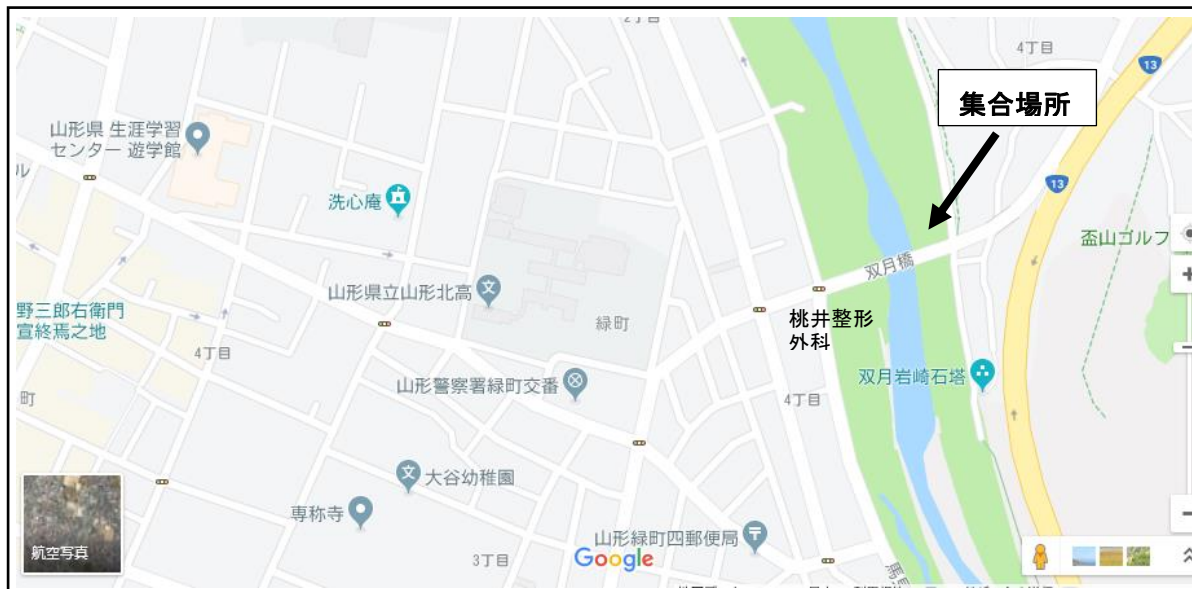 2丁目
4丁目
13
集合場所
山形県 生涯学習
センター 遊学館
ル
洗心庵
13
盃山ゴルフ
双月橋
山形県立山形北高
緑町
桃井整形
外科
野三郎右衛門
宣終焉之地
4丁目
双月岩崎石塔
山形警察署緑町交番
町
4丁目
大谷幼稚園
専称寺
山形緑町四郵便局
航空写真
3丁目
Google